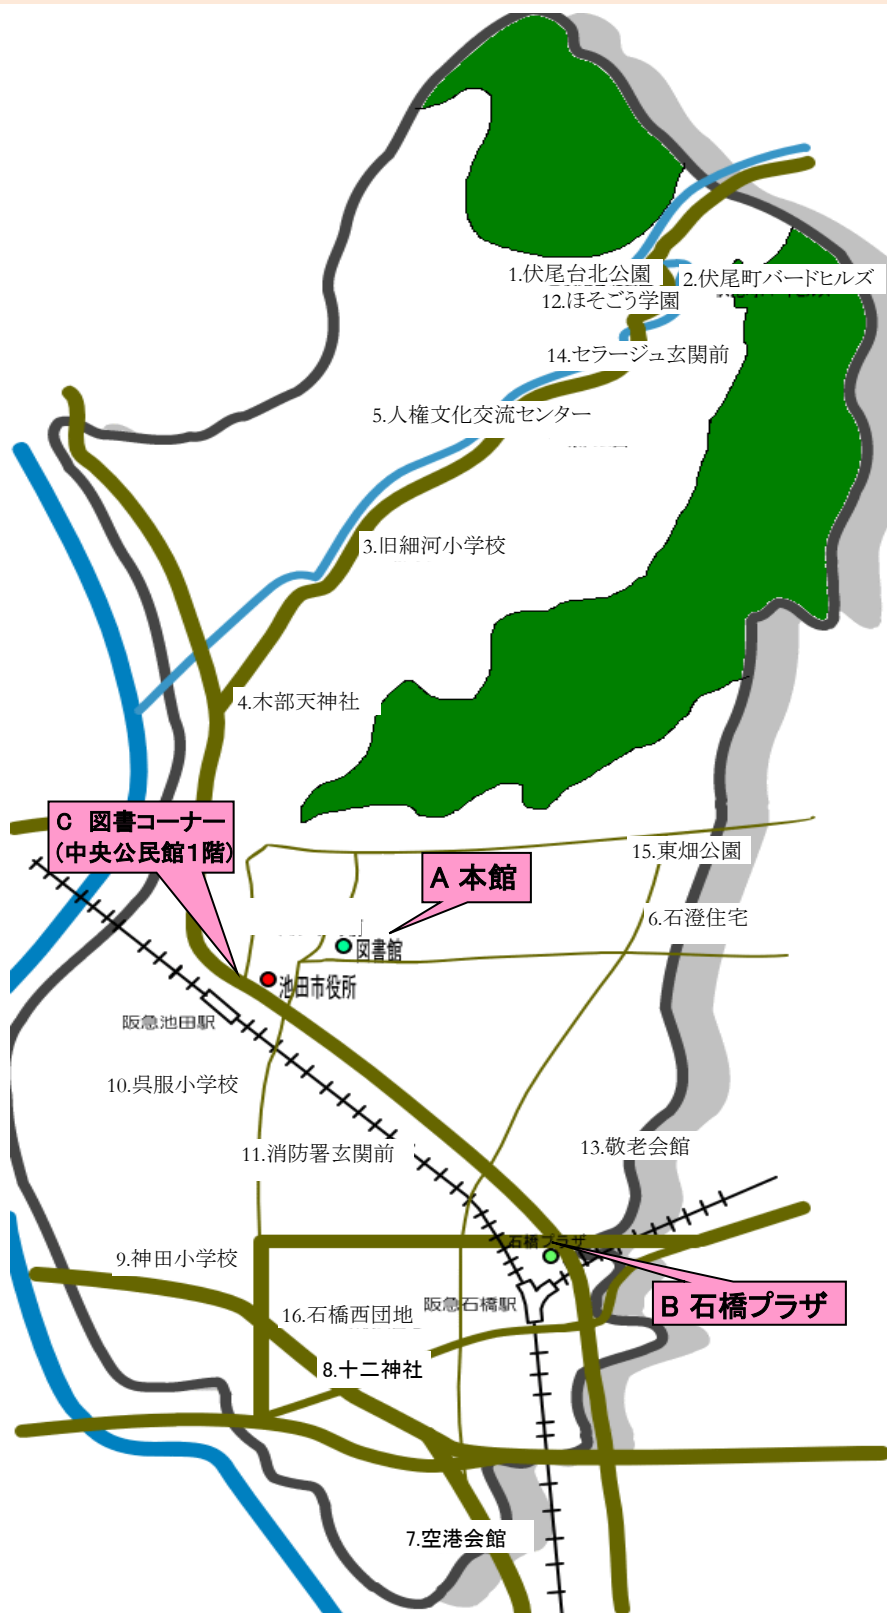 1.伏尾台北公園
2.伏尾町バードヒルズ
12.ほそごう学園
14.セラージュ玄関前
5.人権文化交流センター
3.旧細河小学校
4.木部天神社
C 図書コーナー
(中央公民館1階)
15.東畑公園
A 本館
6.石澄住宅
図書館
池田市役所
阪急池田駅
10.呉服小学校
11.消防署玄関前
13.敬老会館
石橋プラザ
9.神田小学校
B 石橋プラザ
阪急石橋駅
16.石橋西団地
8.十二神社
7.空港会館